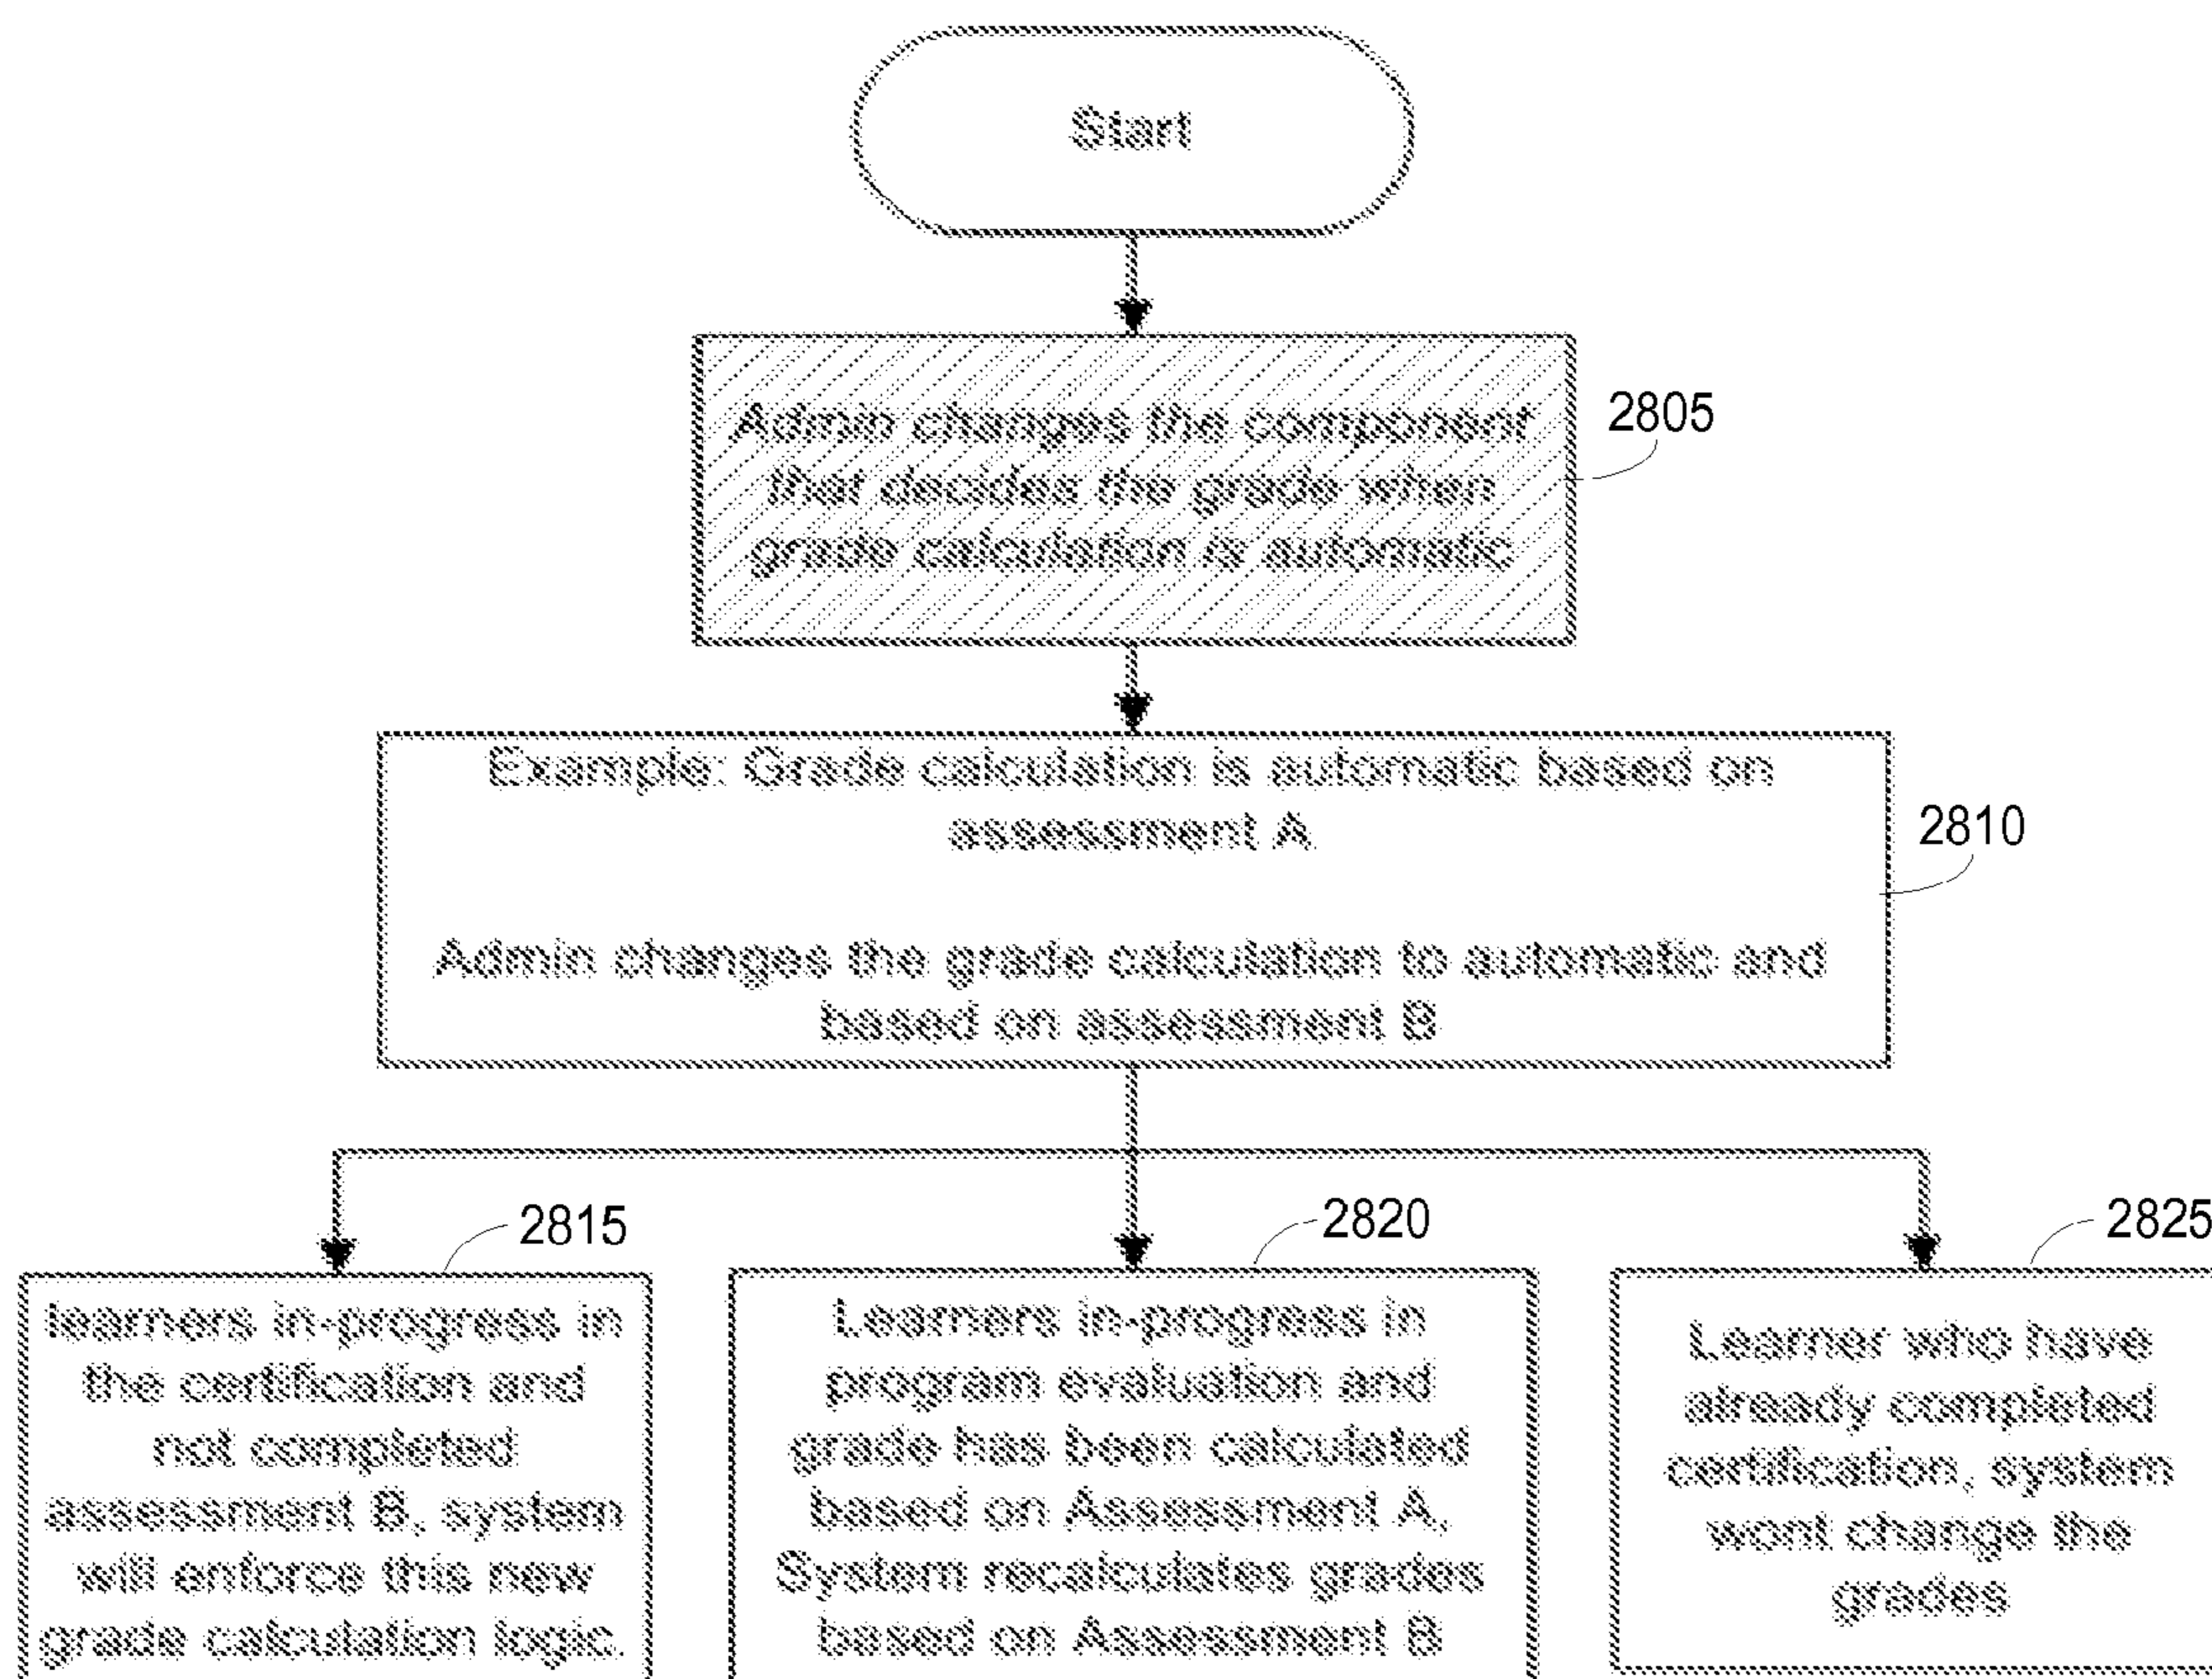 Start
Admin changes the component
that decides the grade when
grade calculation is automatic
2805
Example: Grade calculation is automatic based on
assessment A
Admin changes the grade calculation to automatic and
based on assessment B
2810
2815
learners in-progress in
the certification and
not completed
assessment B, system
will enforce this new
grade calculation logic.
2820
Learners in-progress in
program evaluation and
grade has been calculated
based on Assessment A,
System recalculates grades
based on Assessment B
2825
Learner who have
already completed
certification, system
wont change the
grades